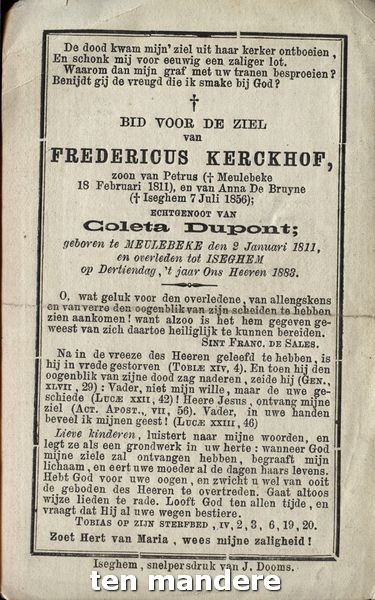 De dood kwam mijn' ziel uit haar kerker ontboeien,
En schonk mij voor eeuwig een zaliger lot.
Waarom dan mijn graf met uw tranen besproeien?
Benijdt gij de vreugd die ik smake bij God?
†
BID VOOR DE ZIEL
van
FREDERICUS KERCKHOF,
zoon van Petrus († Meulebeke
18 Februari 1811), en van Anna De Bruyne
(† Iseghem 7 Juli 1856);
ECHTGENOOT VAN
Coleta Dupont;
geboren te MEULEBEKE den 2 Januari 1811,
en overleden tot ISEGHEM
op Dertiendag, 't jaar Ons Heeren 1883.
O, wat geluk voor den overledene, van allengskens
en van verre den oogenblik van zijn scheiden te hebben
zien aankomen! want alzoo is het hem gegeven ge-
weest van zich daartoe heiliglijk te kunnen bereiden.
SINT FRANC. DE SALES.
Na in de vreeze des Heeren geleefd te hebben, is
hij in vrede gestorven (TOBIÆ XIV, 4). En toen hij den
oogenblik van zijne dood zag naderen, zeide hij (GEN.,
XLVII, 29) : Vader, niet mijn wille, maar de uwe ge-
schiede (LUCÆ XXII, 42) ! Heere Jesus, ontvang mijne
ziel (ACT. APOST., VII, 56). Vader, in uwe handen
beveel ik mijnen geest ! (LUCÆ XXIII, 46)
Lieve kinderen, luistert naar mijne woorden, en
legt ze als een grondwerk in uw herte : wanneer God
mijne ziele zal ontvangen hebben, begraft mijn
lichaam, en eert uwe moeder al de dagen haars levens.
Hebt God voor uwe oogen, en zwicht u wel van ooit
de geboden des Heeren te overtreden. Gaat altoos
wijze lieden te rade. Looft God ten allen tijde, en
vraagt dat Hij al uwe wegen bestiere.
TOBIAS OP ZIJN STERFBED, IV, 2, 3, 6, 19, 20.
Zoet Hert van Maria, wees mijne zaligheid !
Iseghem, snelpersdruk van J. Dooms.
ten mandere